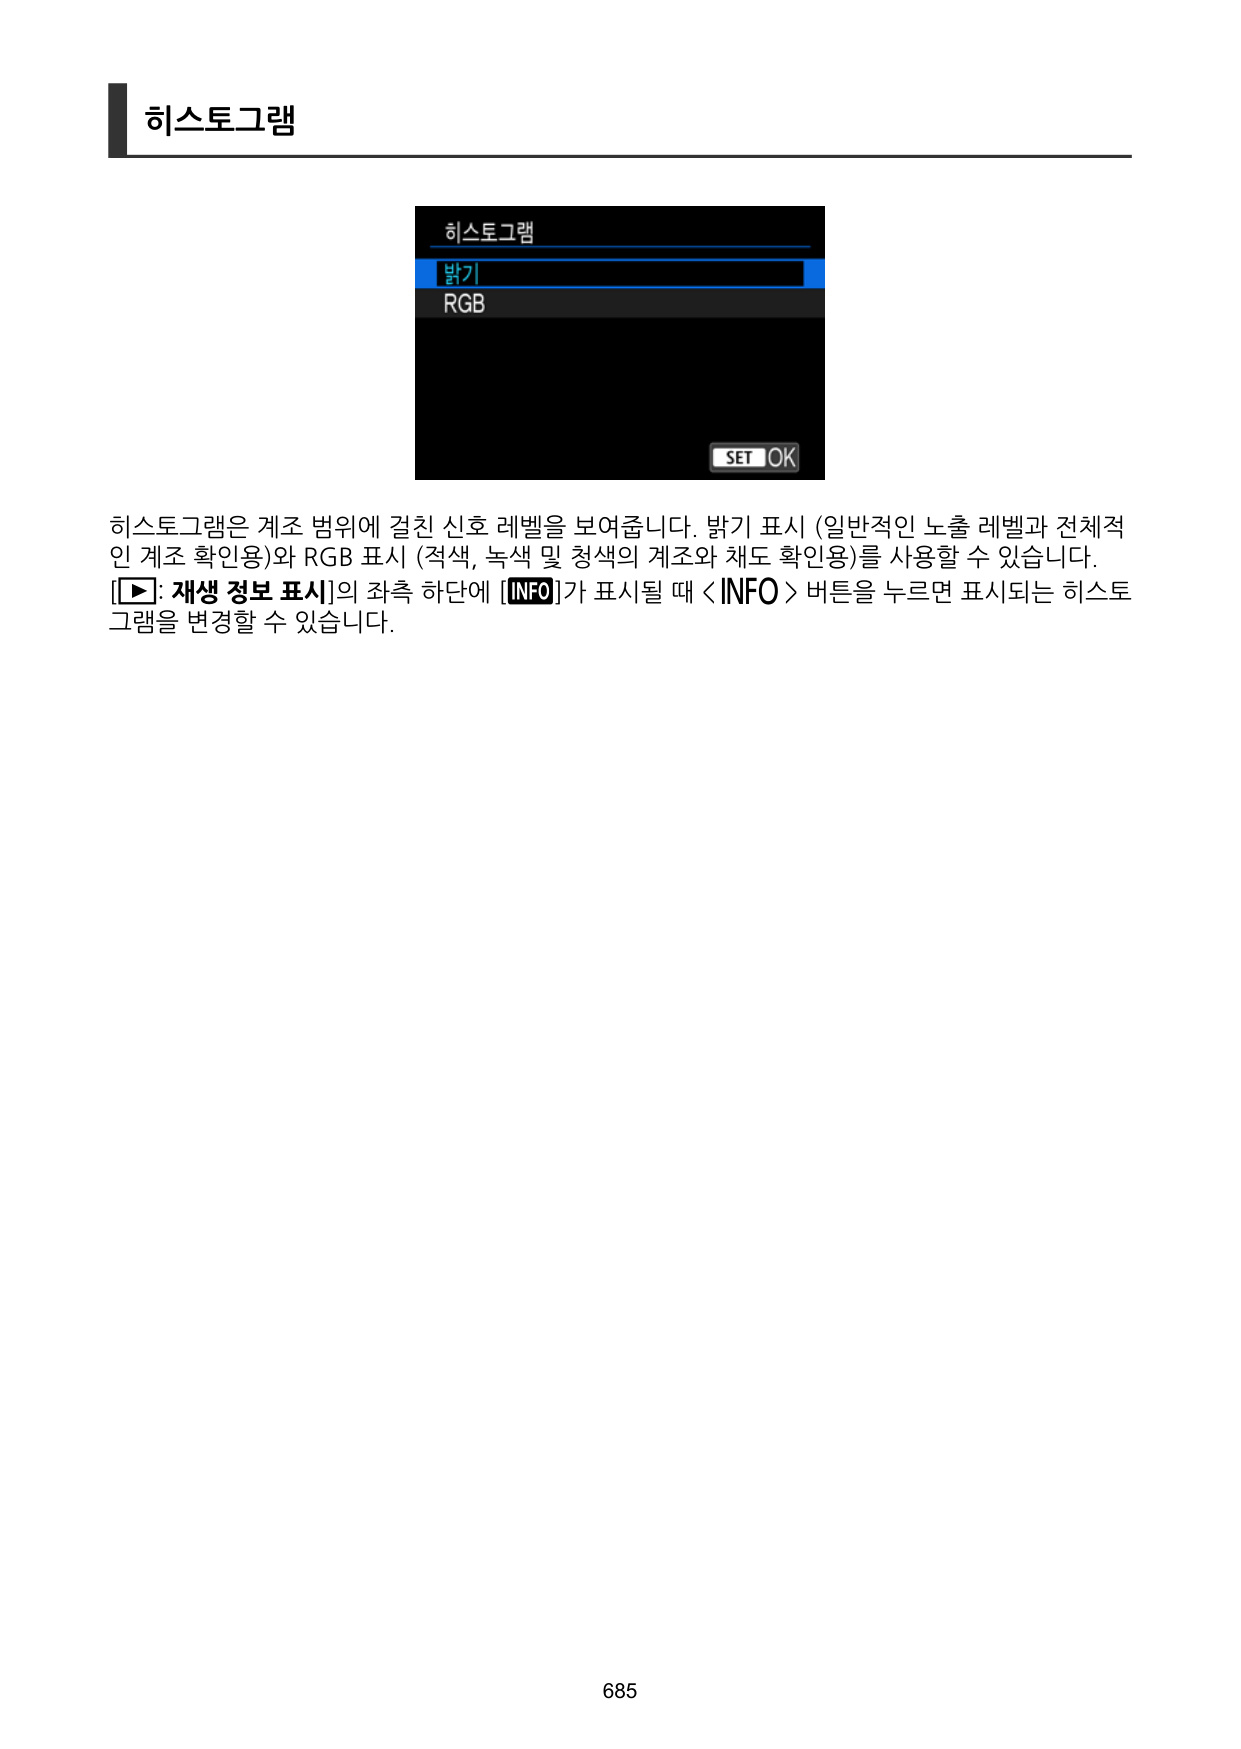 히스토그램
히스토그램
밝기
RGB
SET OK
히스토그램은 계조 범위에 걸친 신호 레벨을 보여줍니다. 밝기 표시 (일반적인 노출 레벨과 전체적
인 계조 확인용)와 RGB 표시 (적색, 녹색 및 청색의 계조와 채도 확인용)를 사용할 수 있습니다.
[▶: 재생 정보 표시]의 좌측 하단에 [INFO]가 표시될 때 < INFO > 버튼을 누르면 표시되는 히스토
그램을 변경할 수 있습니다.
685